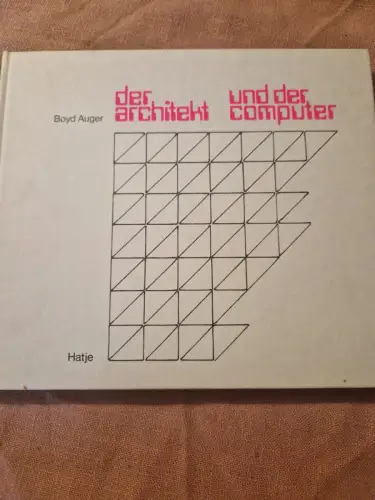 der und der
architekt computer
Boyd Auger
Hatje